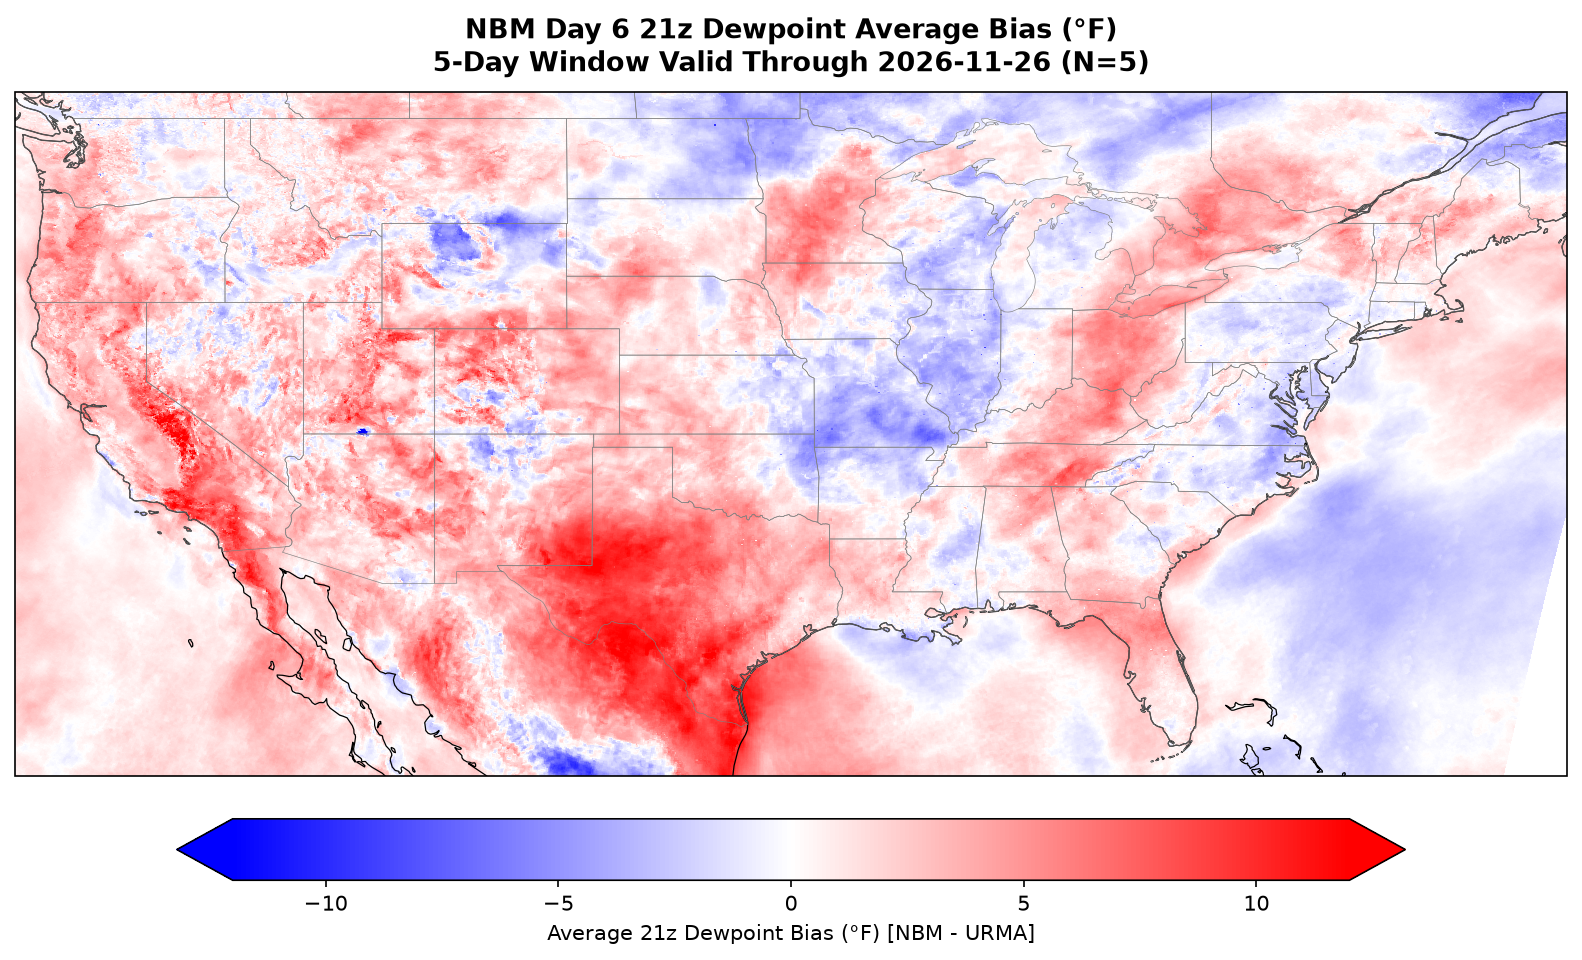 NBM Day 6 21z Dewpoint Average Bias (°F)
5-Day Window Valid Through 2026-11-26 (N=5)
−10 −5 0 5 10
Average 21z Dewpoint Bias (°F) [NBM - URMA]